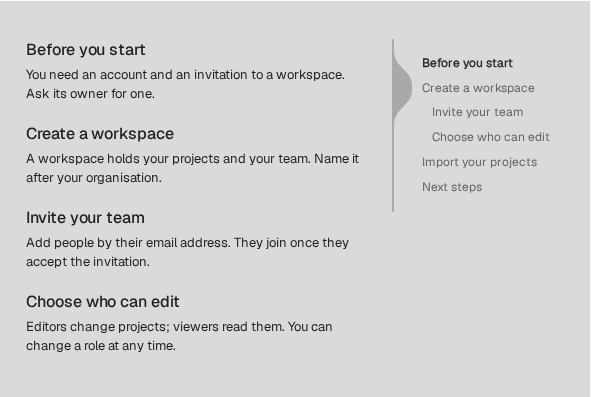 Before you start
You need an account and an invitation to a workspace.
Ask its owner for one.
Create a workspace
A workspace holds your projects and your team. Name it
after your organisation.
Invite your team
Add people by their email address. They join once they
accept the invitation.
Choose who can edit
Editors change projects; viewers read them. You can
change a role at any time.
Before you start
Create a workspace
Invite your team
Choose who can edit
Import your projects
Next steps